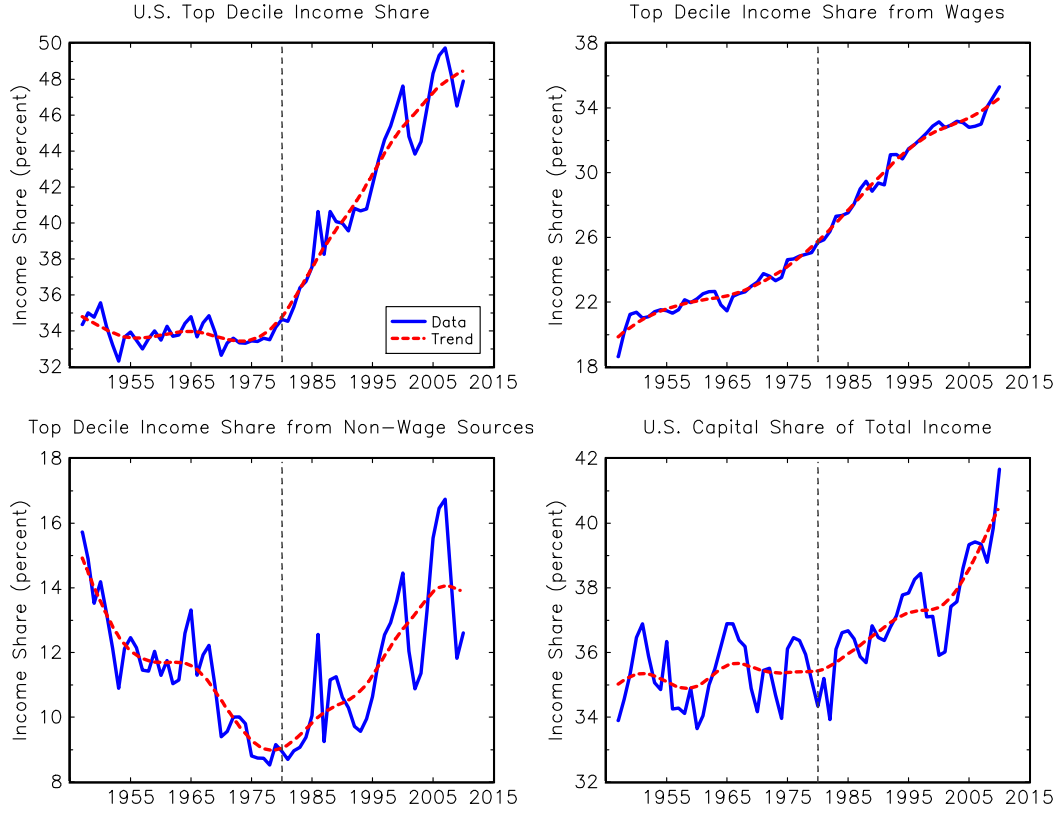 U.S. Top Decile Income Share
Income Share (percent)
50
48
46
44
42
40
38
36
34
32
1955 1965 1975 1985 1995 2005 2015
Data
Trend
Top Decile Income Share from Wages
Income Share (percent)
38
34
30
26
22
18
1955 1965 1975 1985 1995 2005 2015
Top Decile Income Share from Non-Wage Sources
Income Share (percent)
18
16
14
12
10
8
1955 1965 1975 1985 1995 2005 2015
U.S. Capital Share of Total Income
Income Share (percent)
42
40
38
36
34
32
1955 1965 1975 1985 1995 2005 2015